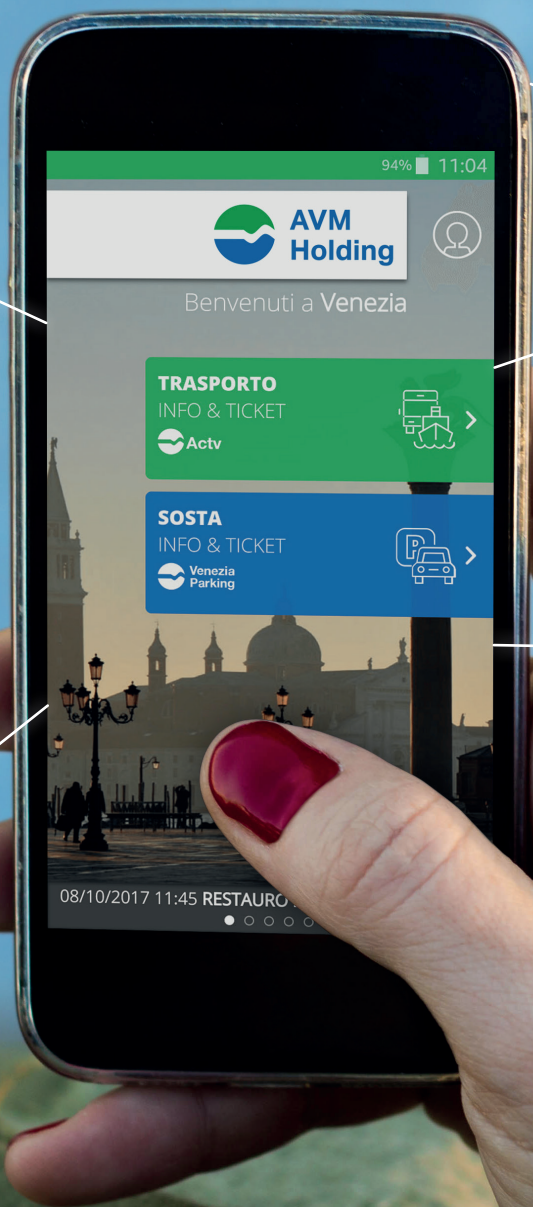 94% 11:04
AVM
Holding
Benvenuti a Venezia
TRASPORTO
INFO & TICKET
Actv
SOSTA
INFO & TICKET
P
Venezia
Parking
08/10/2017 11:45 RESTAURO